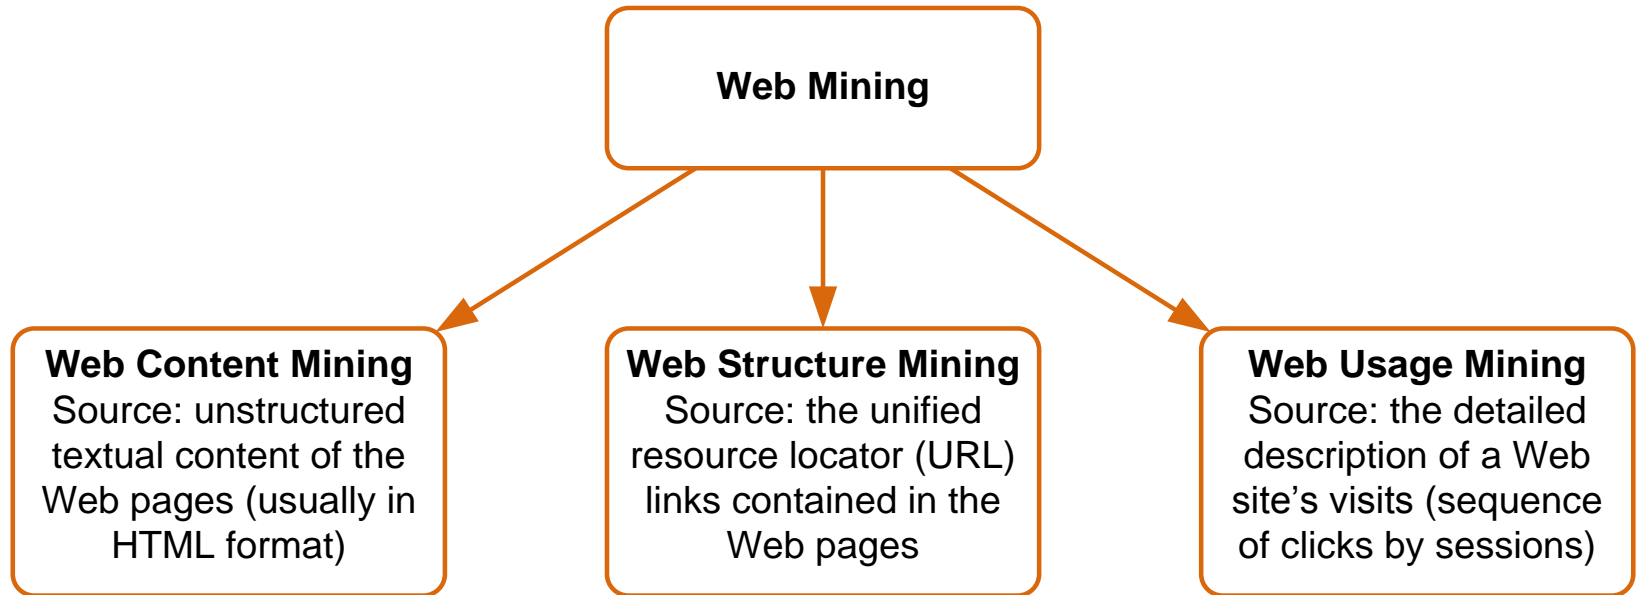 Web Mining
Web Content Mining
Source: unstructured
textual content of the
Web pages (usually in
HTML format)
Web Structure Mining
Source: the unified
resource locator (URL)
links contained in the
Web pages
Web Usage Mining
Source: the detailed
description of a Web
site’s visits (sequence
of clicks by sessions)